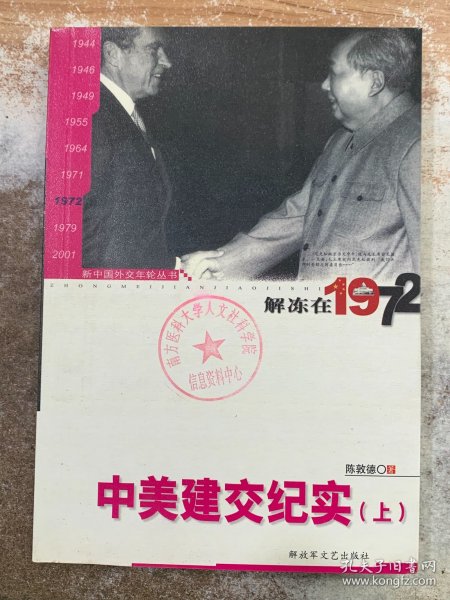 1944
1946
1949
1955
1964
1971
1972
1979
2001
新中国外交年轮丛书
ZHONGMEIJIANJIAOJISHI
解冻在1972
南方医科大学人文社科学院
信息资料中心
陈敦德〇著
中美建交纪实(上)
解放军文艺出版社
孔夫子旧书网
www.kongfz.com